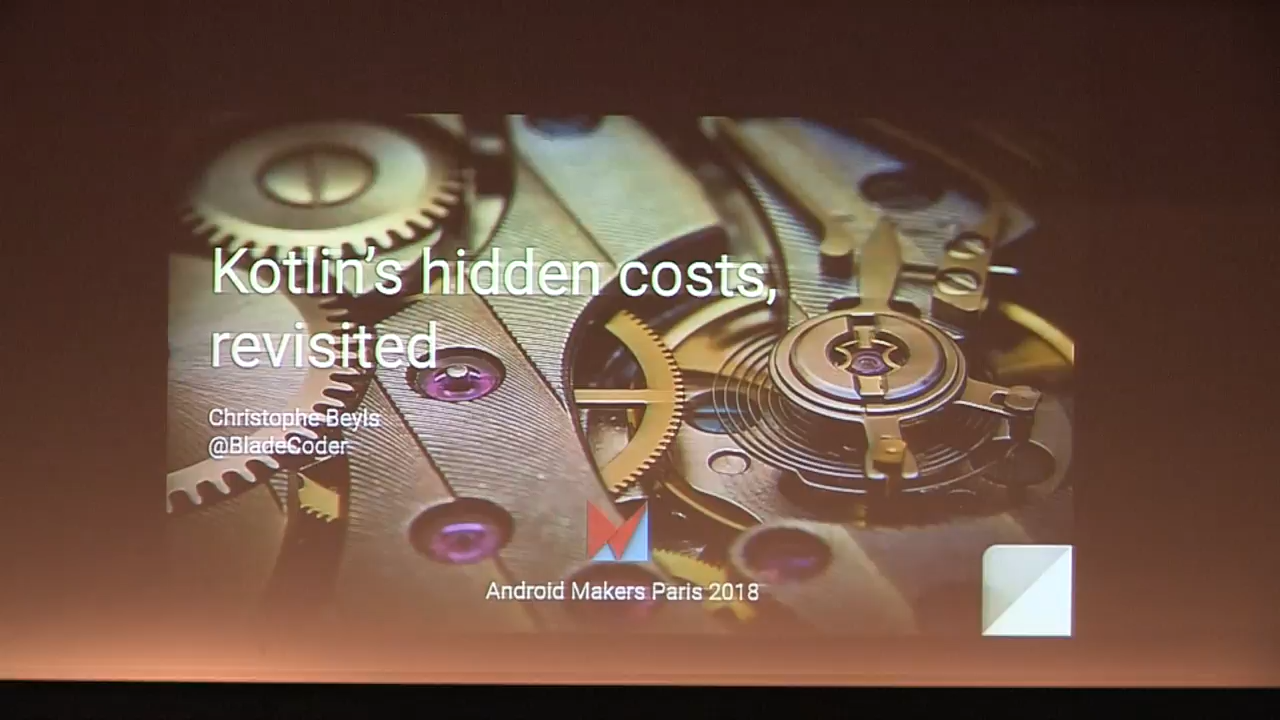 Kotlin’s hidden costs,
revisited
Christophe Beyls
@BladeCoder
Android Makers Paris 2018